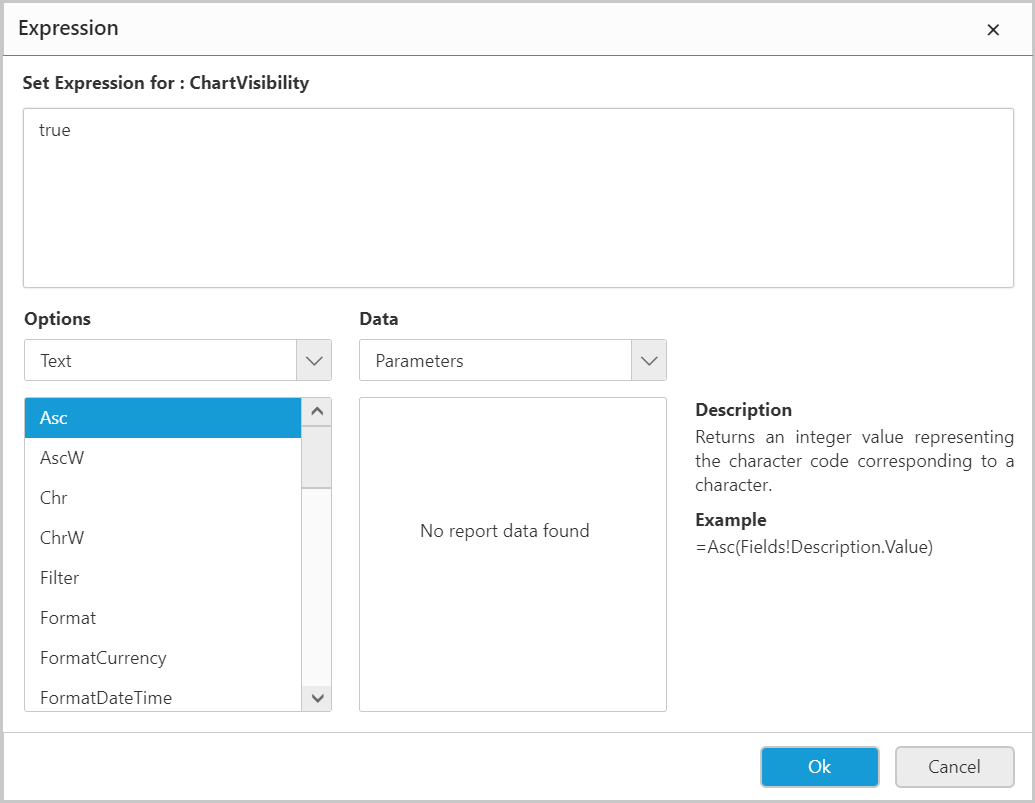 Expression
Set Expression for : ChartVisibility
true
Options
Data
Text
Parameters
Asc
AscW
Chr
ChrW
Filter
Format
FormatCurrency
FormatDateTime
No report data found
Description
Returns an integer value representing
the character code corresponding to a
character.
Example
=Asc(Fields!Description.Value)
Ok
Cancel